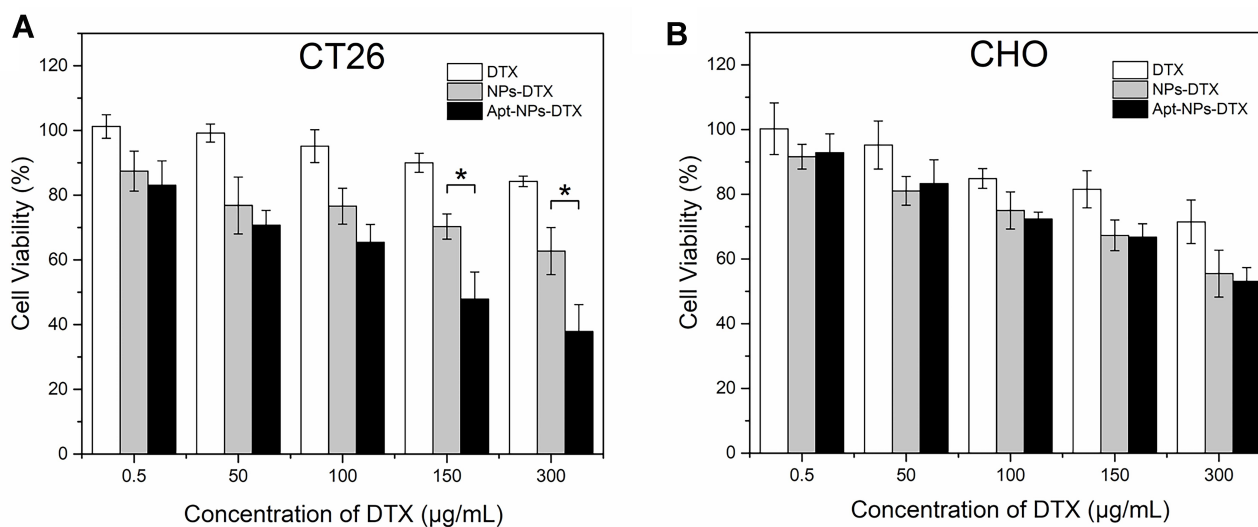 A
CT26
DTX
NPs-DTX
Apt-NPs-DTX
120
100
80
60
40
20
0
Cell Viability (%)
*
*
0.5 50 100 150 300
Concentration of DTX (μg/mL)
B
CHO
DTX
NPs-DTX
Apt-NPs-DTX
120
100
80
60
40
20
0
Cell Viability (%)
0.5 50 100 150 300
Concentration of DTX (μg/mL)